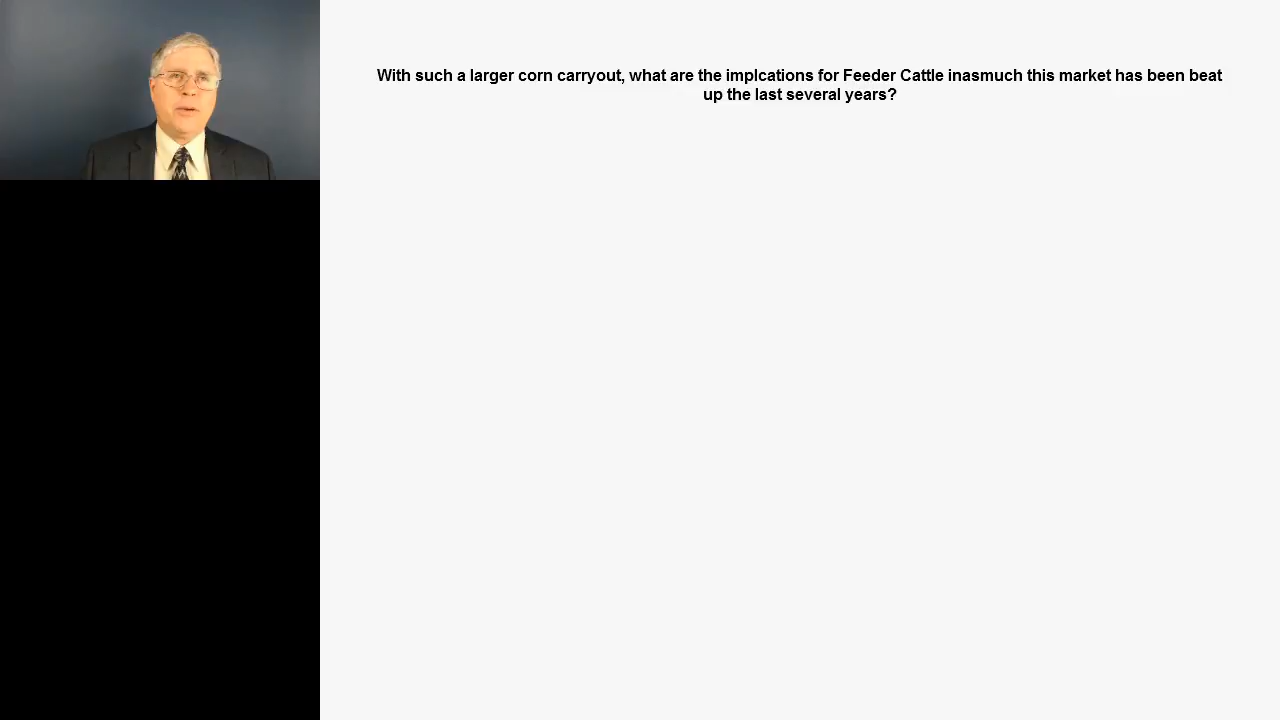 With such a larger corn carryout, what are the implcations for Feeder Cattle inasmuch this market has been beat
up the last several years?